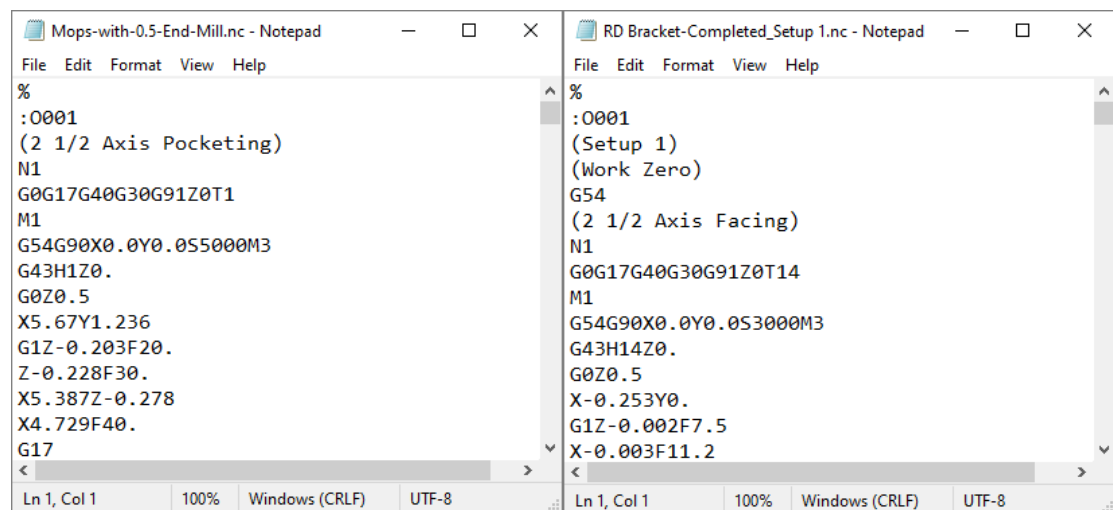 Mops-with-0.5-End-Mill.nc - Notepad
File Edit Format View Help
%
:O001
(2 1/2 Axis Pocketing)
N1
G0G17G40G30G91Z0T1
M1
G54G90X0.0Y0.0S5000M3
G43H1Z0.
G0Z0.5
X5.67Y1.236
G1Z-0.203F20.
Z-0.228F30.
X5.387Z-0.278
X4.729F40.
G17
Ln 1, Col 1 100% Windows (CRLF) UTF-8
RD Bracket-Completed_Setup 1.nc - Notepad
File Edit Format View Help
%
:O001
(Setup 1)
(Work Zero)
G54
(2 1/2 Axis Facing)
N1
G0G17G40G30G91Z0T14
M1
G54G90X0.0Y0.0S3000M3
G43H14Z0.
G0Z0.5
X-0.253Y0.
G1Z-0.002F7.5
X-0.003F11.2
Ln 1, Col 1 100% Windows (CRLF) UTF-8